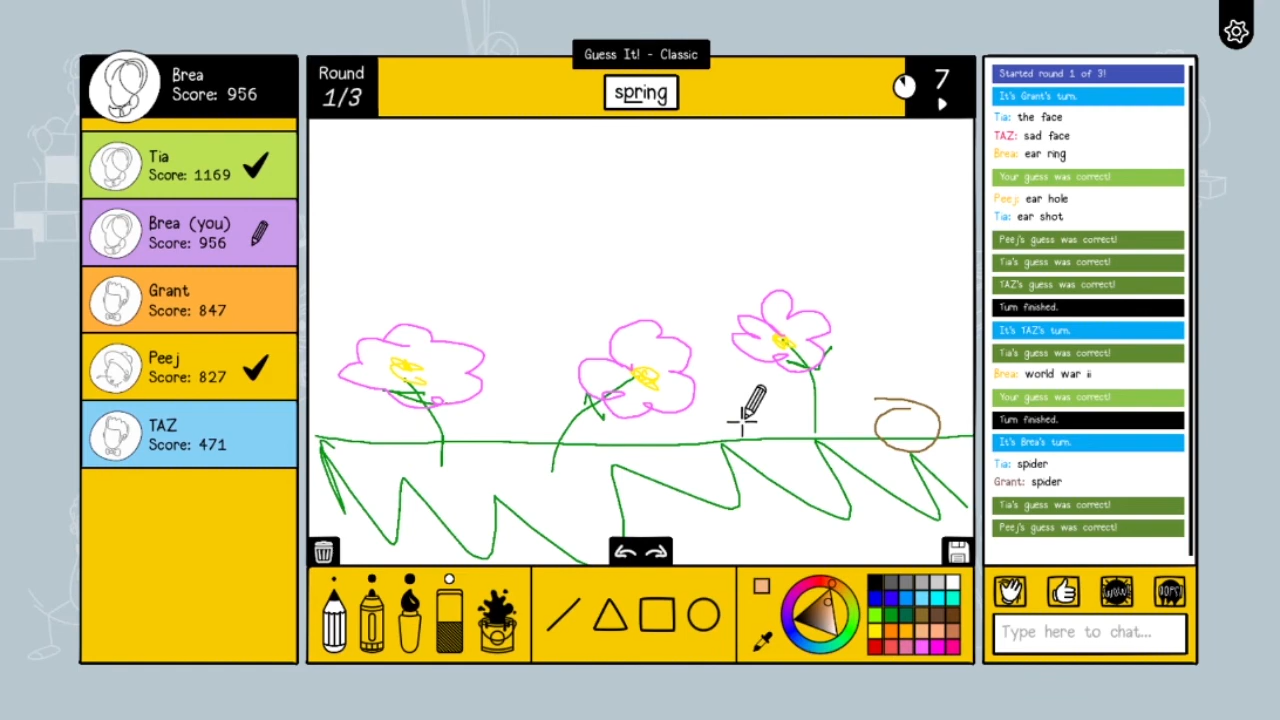 Guess It! - Classic
Brea
Score: 956
Round
1/3
spring
7
Tia
Score: 1169
Brea (you)
Score: 956
Grant
Score: 847
Peej
Score: 827
TAZ
Score: 471
Started round 1 of 3!
It's Grant's turn.
Tia: the face
TAZ: sad face
Brea: ear ring
Your guess was correct!
Peej: ear hole
Tia: ear shot
Peej's guess was correct!
Tia's guess was correct!
TAZ's guess was correct!
Turn finished.
It's TAZ's turn.
Tia's guess was correct!
Brea: world war ii
Your guess was correct!
Turn finished.
It's Brea's turn.
Tia: spider
Grant: spider
Tia's guess was correct!
Peej's guess was correct!
WOW!
OOPS!
Type here to chat...